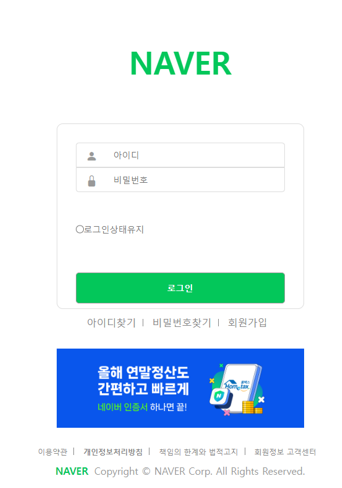 NAVER
아이디
비밀번호
로그인상태유지
로그인
아이디찾기 | 비밀번호찾기 | 회원가입
올해 연말정산도
간편하고 빠르게
네이버 인증서 하나면 끝!
홈택스
Hometax
N
이용약관 | 개인정보처리방침 | 책임의 한계와 법적고지 | 회원정보 고객센터
NAVER Copyright © NAVER Corp. All Rights Reserved.